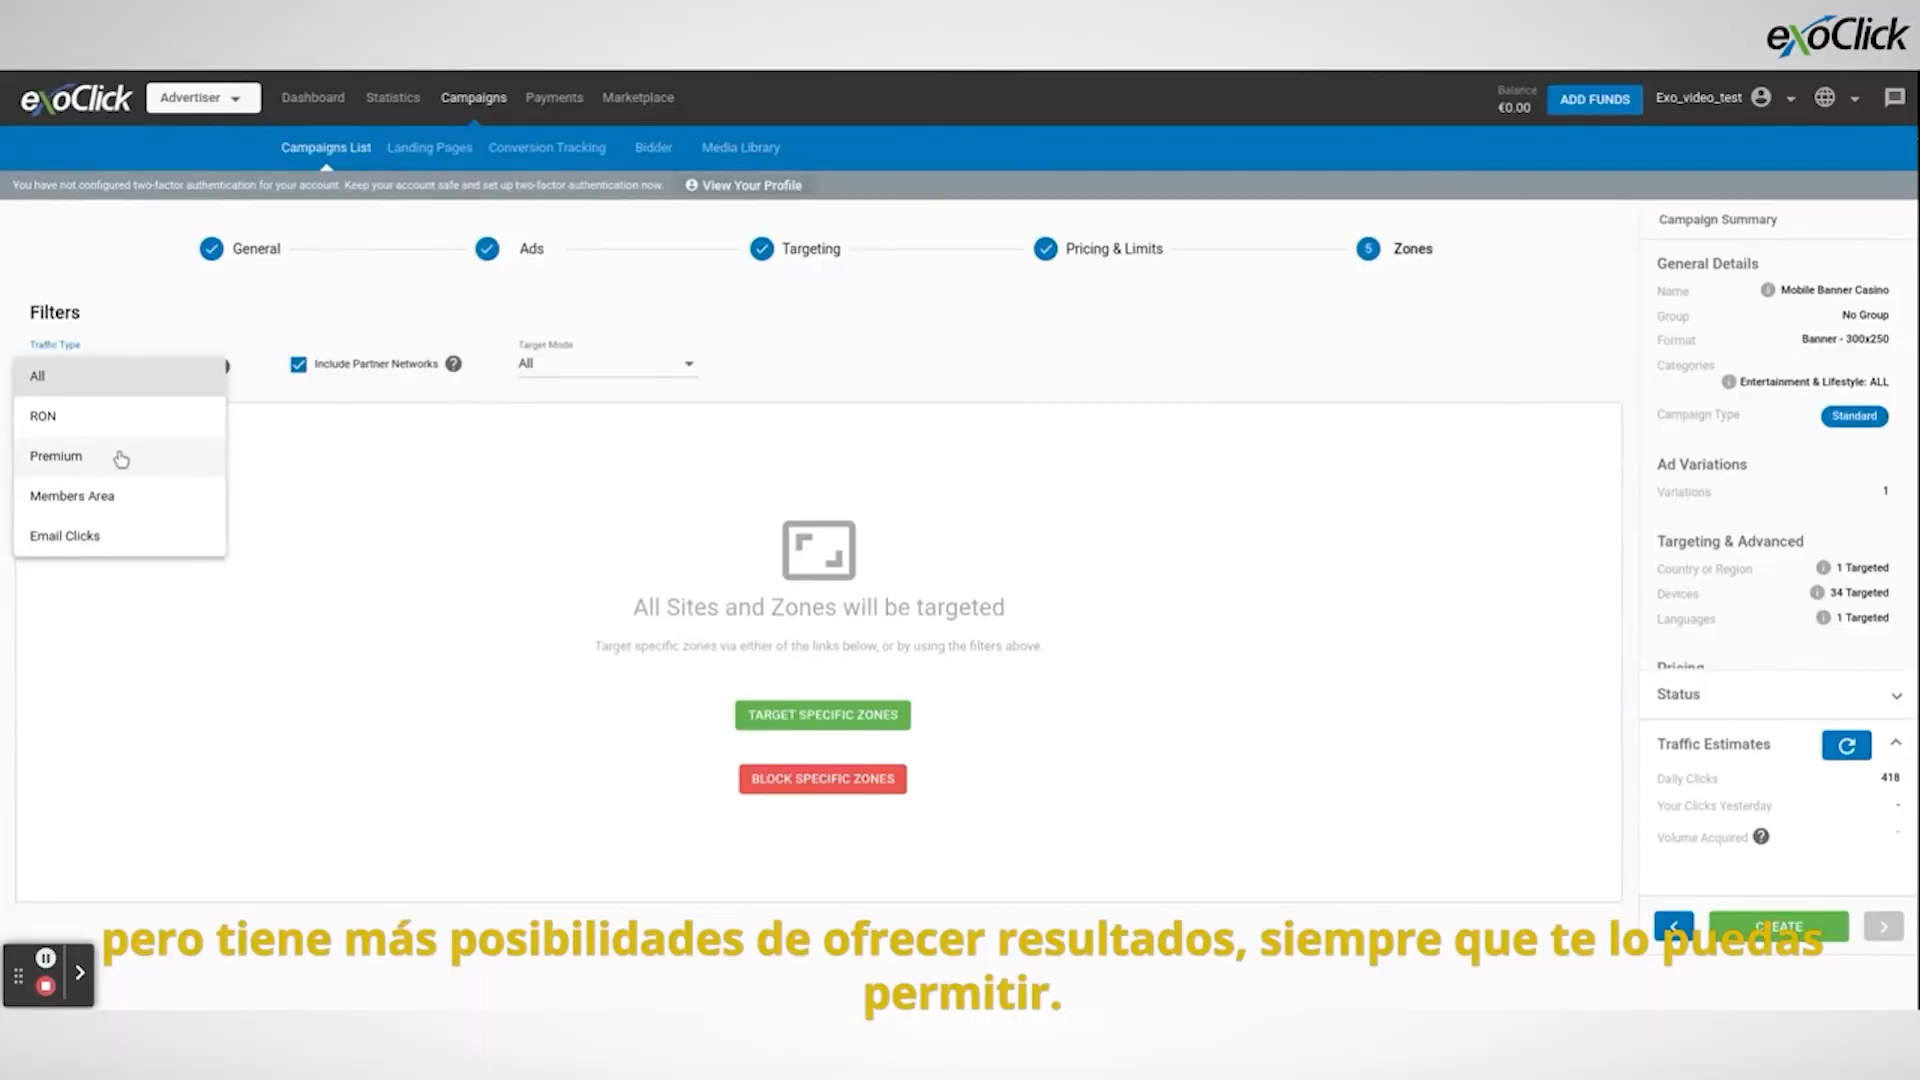 exoClick
exoClick
Advertiser
Dashboard
Statistics
Campaigns
Payments
Marketplace
Balance
€0.00
ADD FUNDS
Exo_video_test
Campaigns List
Landing Pages
Conversion Tracking
Bidder
Media Library
You have not configured two-factor authentication for your account. Keep your account safe and set up two-factor authentication now.
View Your Profile
General
Ads
Targeting
Pricing & Limits
5
Zones
Filters
Traffic Type
All
RON
Premium
Members Area
Email Clicks
Include Partner Networks
Target Mode
All
All Sites and Zones will be targeted
Target specific zones via either of the links below, or by using the filters above.
TARGET SPECIFIC ZONES
BLOCK SPECIFIC ZONES
Campaign Summary
General Details
Name Mobile Banner Casino
Group No Group
Format Banner - 300x250
Categories
Entertainment & Lifestyle: ALL
Campaign Type Standard
Ad Variations
Variations 1
Targeting & Advanced
Country or Region 1 Targeted
Devices 34 Targeted
Languages 1 Targeted
Pricing
Status
Traffic Estimates
Daily Clicks 418
Your Clicks Yesterday -
Volume Acquired -
CREATE
pero tiene más posibilidades de ofrecer resultados, siempre que te lo puedas
permitir.